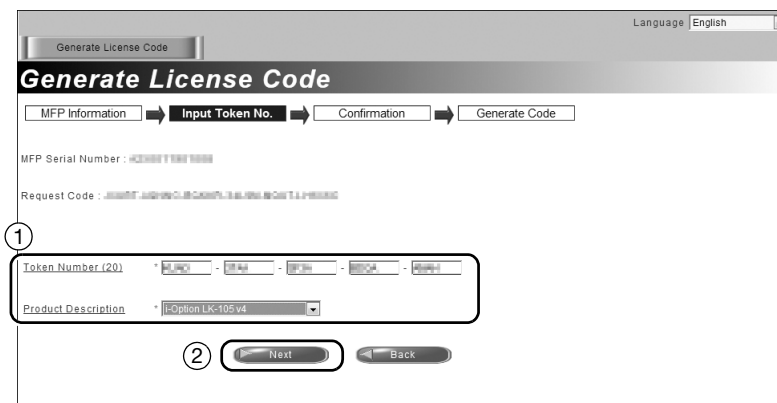 Language English
Generate License Code
Generate License Code
MFP Information Input Token No. Confirmation Generate Code
MFP Serial Number :
Request Code :
1
Token Number (20) * - - - -
Product Description * i-Option LK-105 v4
2 Next Back